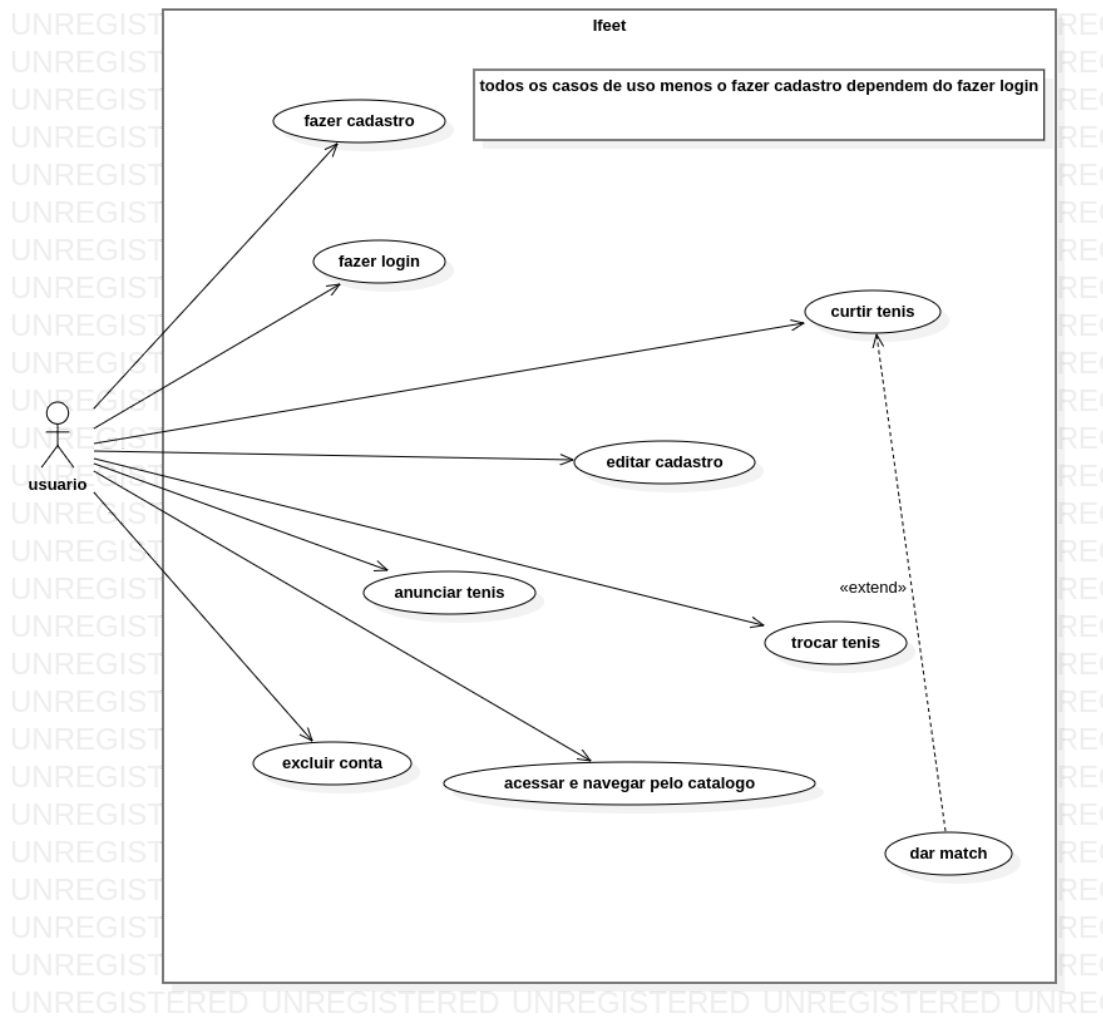 Ifeet
todos os casos de uso menos o fazer cadastro dependem do fazer login
fazer cadastro
fazer login
curtir tenis
editar cadastro
usuario
«extend»
anunciar tenis
trocar tenis
excluir conta
acessar e navegar pelo catalogo
dar match
UNREGISTERED UNREGISTERED UNREGISTERED UNREGISTERED UNRE